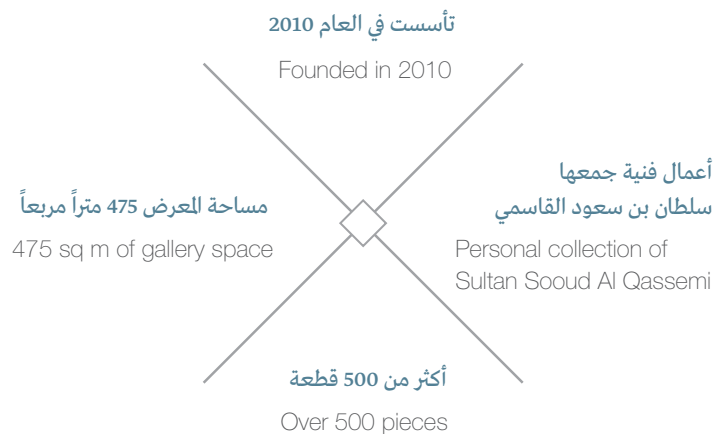 تأسست في العام 2010
Founded in 2010
أعمال فنية جمعها
سلطان بن سعود القاسمي
Personal collection of
Sultan Sooud Al Qassemi
مساحة المعرض 475 متراً مربعاً
475 sq m of gallery space
أكثر من 500 قطعة
Over 500 pieces